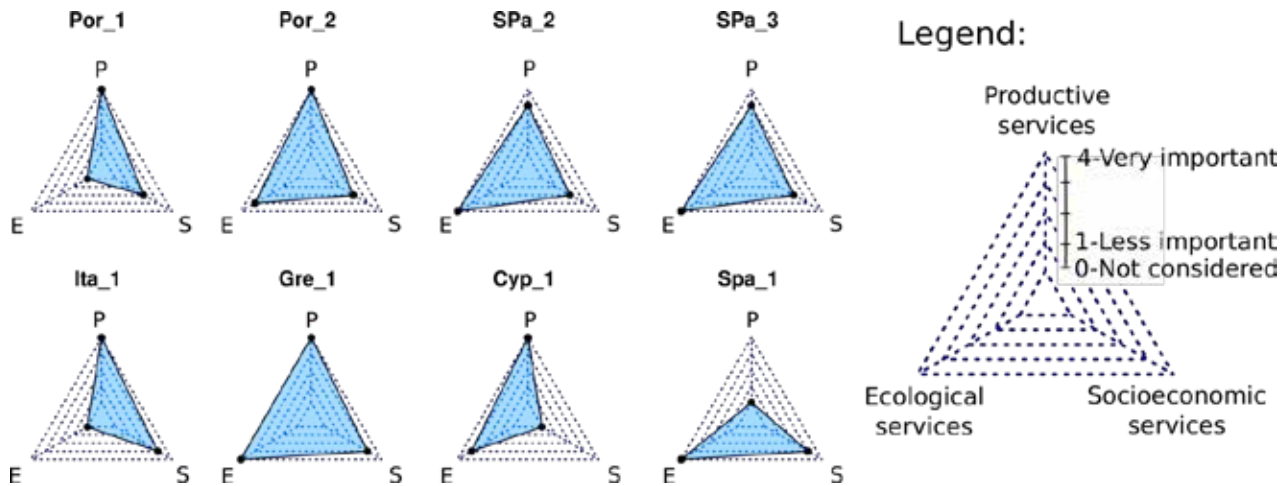 Por_1
Por_2
SPa_2
SPa_3
Legend:
P
P
P
P
E
S
E
S
E
S
E
S
Ita_1
Gre_1
Cyp_1
Spa_1
P
P
P
P
E
S
E
S
E
S
E
S
Productive
services
4-Very important
1-Less important
0-Not considered
Ecological
services
Socioeconomic
services